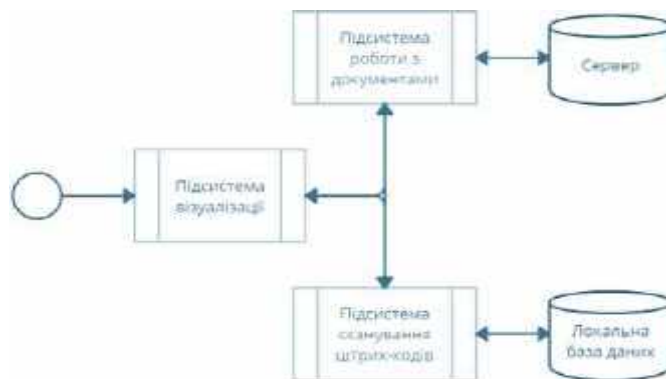 Підсистема
роботи з
документами
Сервер
Підсистема
візуалізації
Підсистема
сканування
штрих-кодів
Локальна
база даних